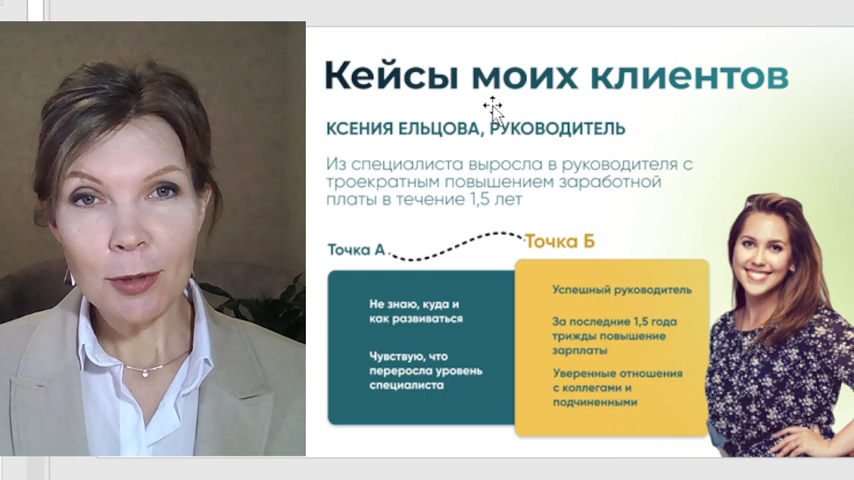 Кейсы моих клиентов
КСЕНИЯ ЕЛЬЦОВА, РУКОВОДИТЕЛЬ
Из специалиста выросла в руководителя с
троекратным повышением заработной
платы в течение 1,5 лет
Точка А
Точка Б
Не знаю, куда и
как развиваться
Чувствую, что
переросла уровень
специалиста
Успешный руководитель
За последние 1,5 года
трижды повышение
зарплаты
Уверенные отношения
с коллегами и
подчиненными